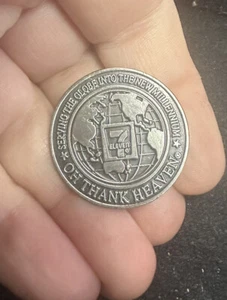 SERVING THE GLOBE INTO THE NEW MILLENNIUM
7
ELEVEN
OH THANK HEAVEN